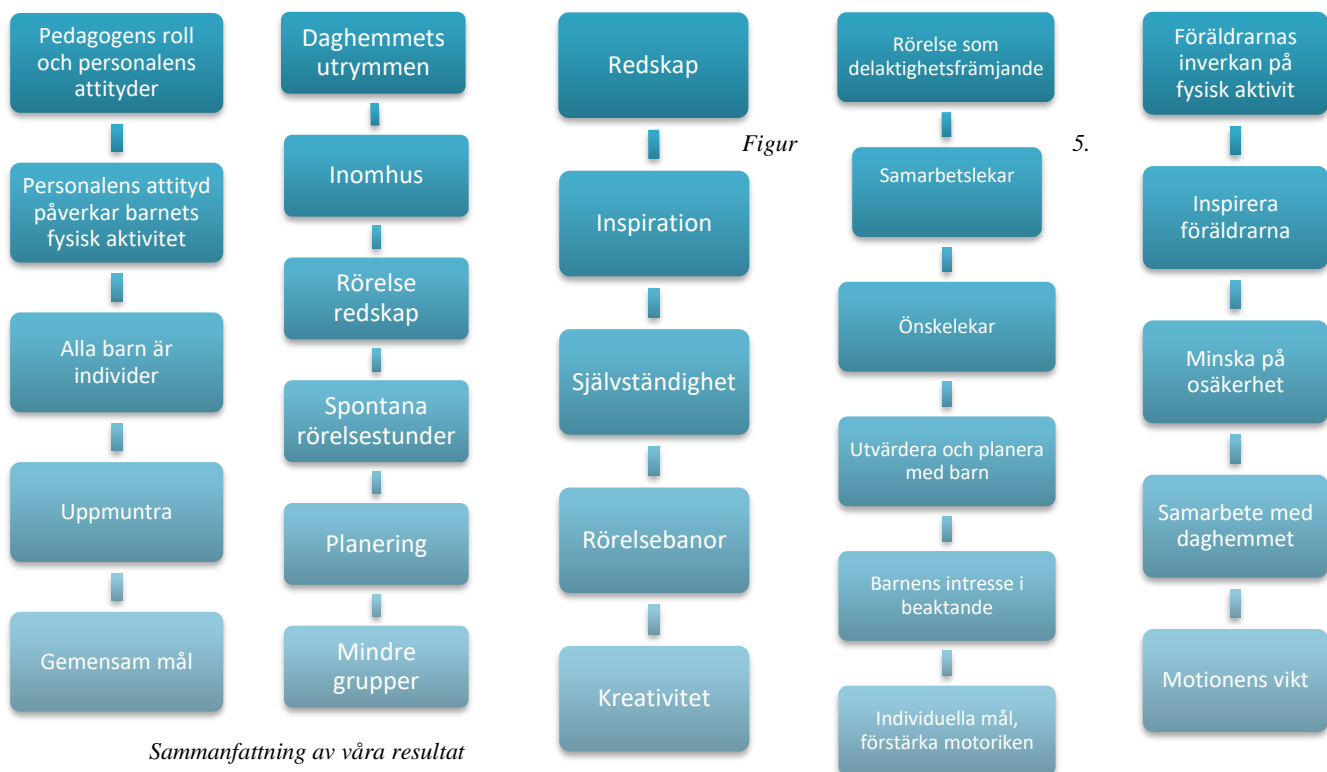 Pedagogens roll
och personalens
attityder
Personalens attityd
påverkar barnets
fysisk aktivitet
Alla barn är
individer
Uppmuntra
Gemensam mål
Daghemmets
utrymmen
Inomhus
Rörelse
redskap
Spontana
rörelsestunder
Planering
Mindre
grupper
Redskap
Inspiration
Självständighet
Rörelsebanor
Kreativitet
Rörelse som
delaktighetsfrämjande
Samarbetslekar
Önskelekar
Utvärdera och planera
med barn
Barnens intresse i
beaktande
Individuella mål,
förstärka motoriken
Föräldrarnas
inverkan på
fysisk aktivit
Inspirera
föräldrarna
Minska på
osäkerhet
Samarbete med
daghemmet
Motionens vikt
Figur 5.
Sammanfattning av våra resultat